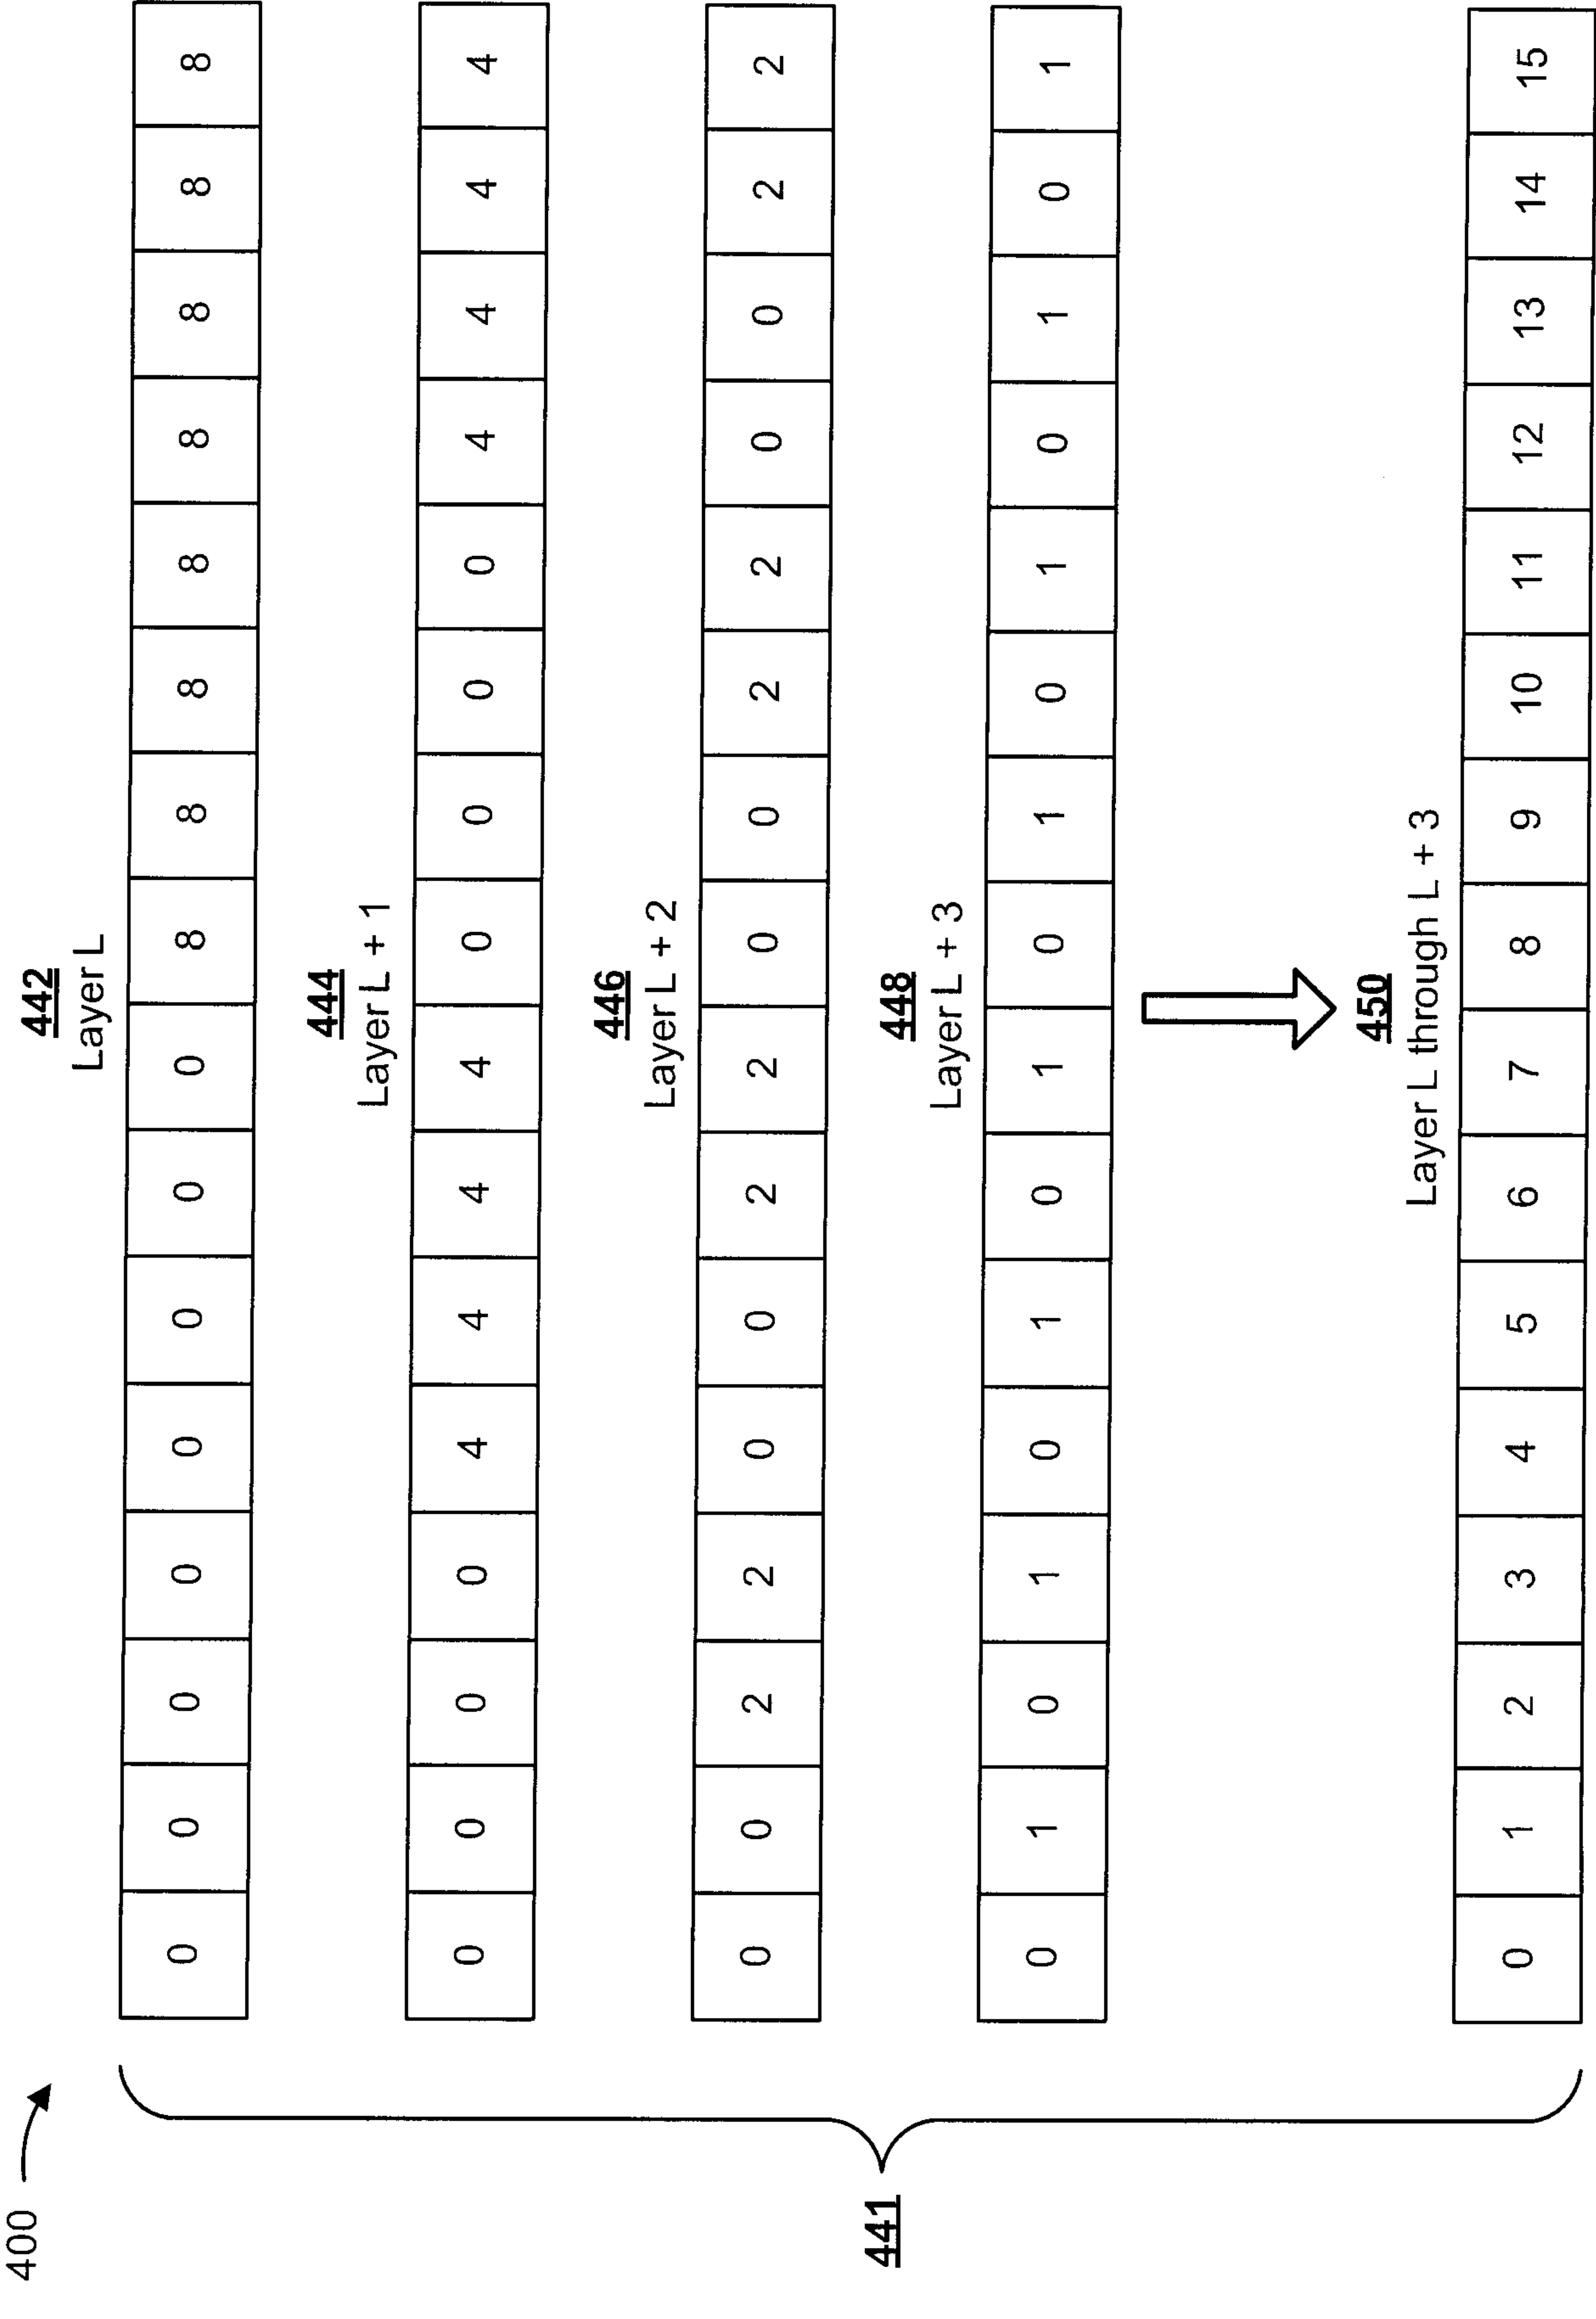 400
442
Layer L
0 0 0 0 0 0 0 0 8 8 8 8 8 8 8 8
444
Layer L + 1
0 0 0 0 4 4 4 4 0 0 0 0 4 4 4 4
446
Layer L + 2
0 0 2 2 0 0 2 2 0 0 2 2 0 0 2 2
448
Layer L + 3
0 1 0 1 0 1 0 1 0 1 0 1 0 1 0 1
441
450
Layer L through L + 3
0 1 2 3 4 5 6 7 8 9 10 11 12 13 14 15